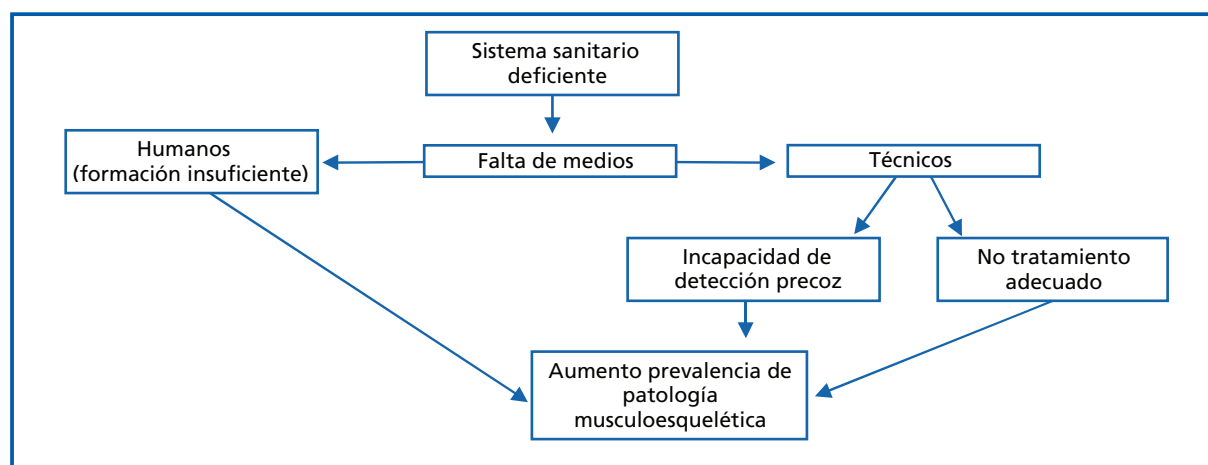 Sistema sanitario
deficiente
Humanos
(formación insuficiente)
Falta de medios
Técnicos
Incapacidad de
detección precoz
No tratamiento
adecuado
Aumento prevalencia de
patología
musculoesquelética